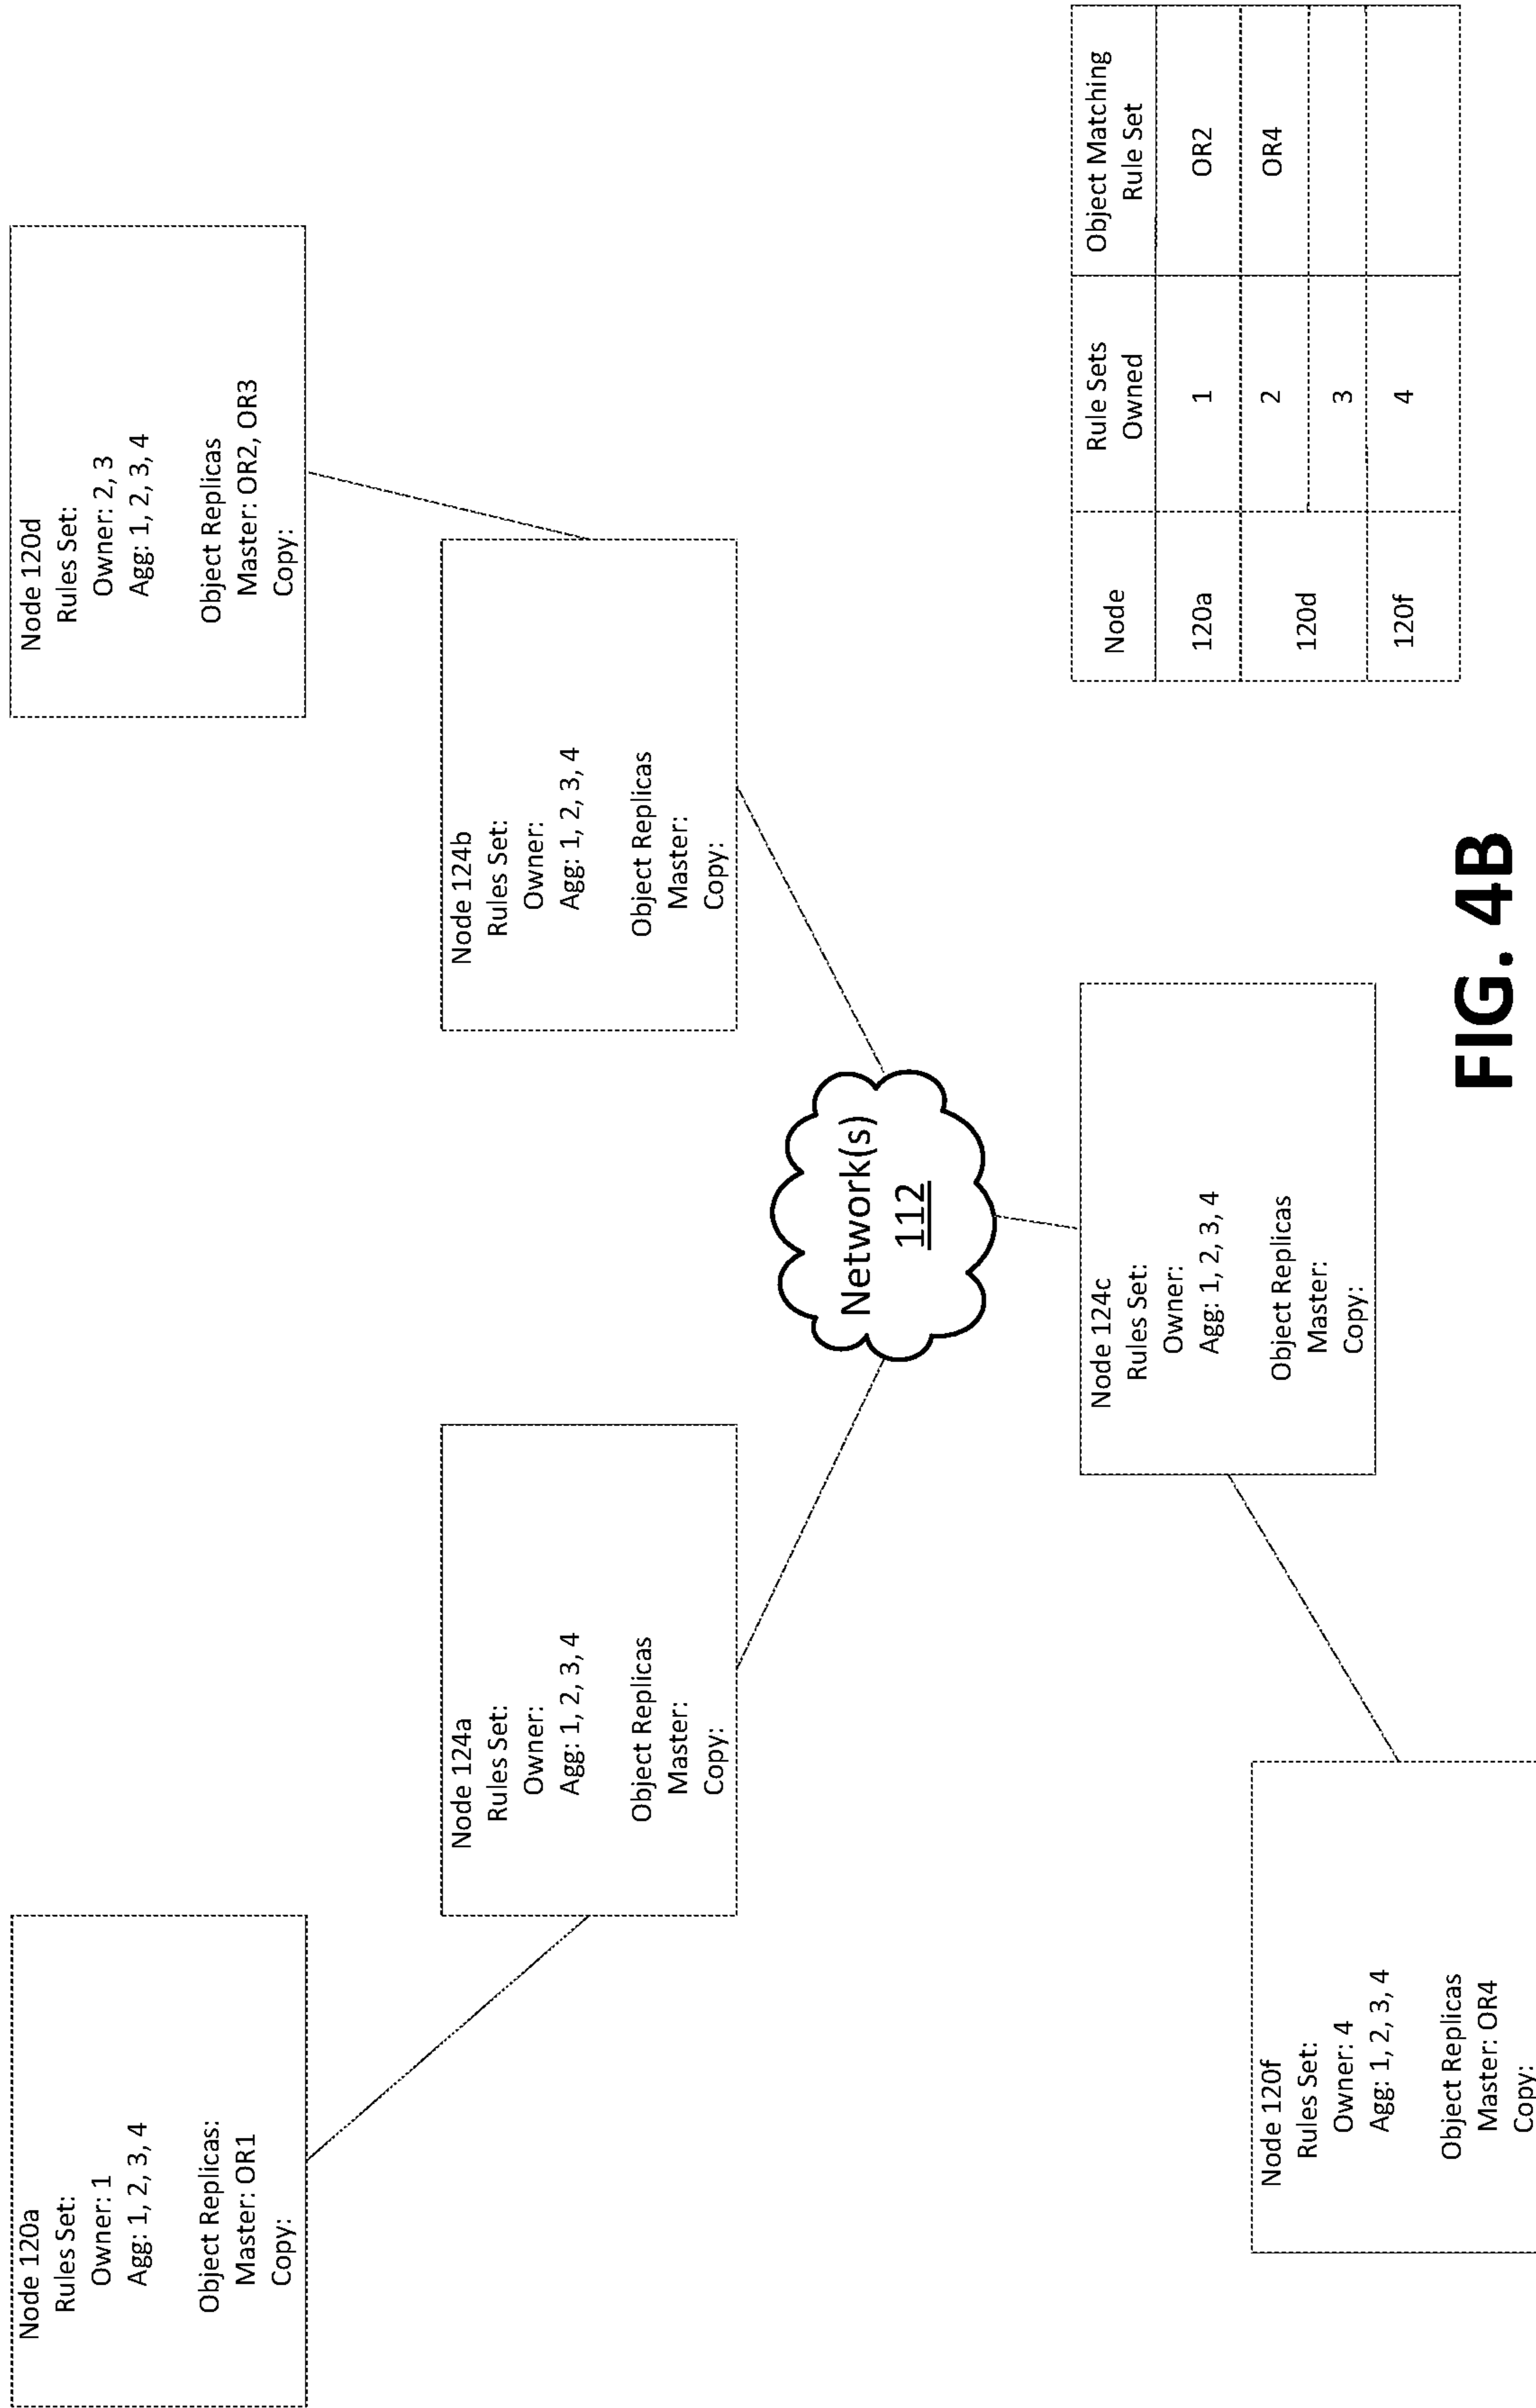 Node 120a
Rules Set:
Owner: 1
Agg: 1, 2, 3, 4
Object Replicas:
Master: OR1
Copy:
Node 124a
Rules Set:
Owner:
Agg: 1, 2, 3, 4
Object Replicas
Master:
Copy:
Node 124b
Rules Set:
Owner:
Agg: 1, 2, 3, 4
Object Replicas
Master:
Copy:
Node 120d
Rules Set:
Owner: 2, 3
Agg: 1, 2, 3, 4
Object Replicas
Master: OR2, OR3
Copy:
Network(s)
112
Node 120f
Rules Set:
Owner: 4
Agg: 1, 2, 3, 4
Object Replicas
Master: OR4
Copy:
Node 124c
Rules Set:
Owner:
Agg: 1, 2, 3, 4
Object Replicas
Master:
Copy:
Node Rule Sets Owned Object Matching Rule Set
120a 1 OR2
120d 2 OR4
3
120f 4
FIG. 4B